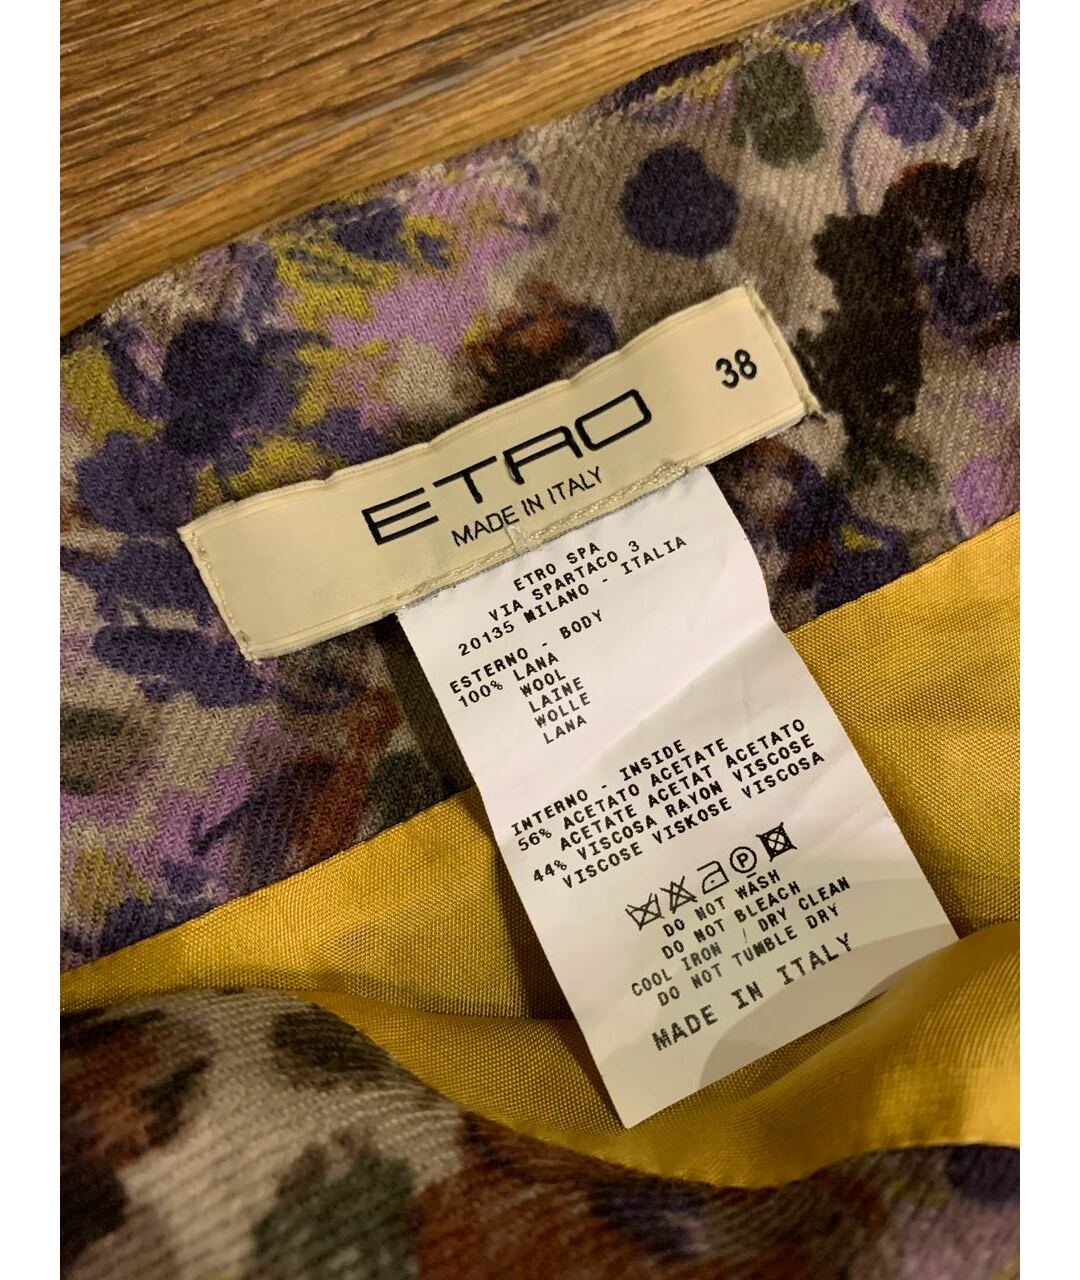 38
ETRO
MADE IN ITALY
ETRO SPA
VIA SPARTACO 3
20135 MILANO - ITALIA
ESTERNO - BODY
100% LANA
WOOL
LAINE
WOLLE
LANA
INTERNO - INSIDE
56% ACETATO ACETATE
ACETATE ACETAT ACETATO
44% VISCOSA RAYON VISCOSE
VISCOSE VISKOSE VISCOSA
P
DO NOT WASH
DO NOT BLEACH
COOL IRON / DRY CLEAN
DO NOT TUMBLE DRY
MADE IN ITALY